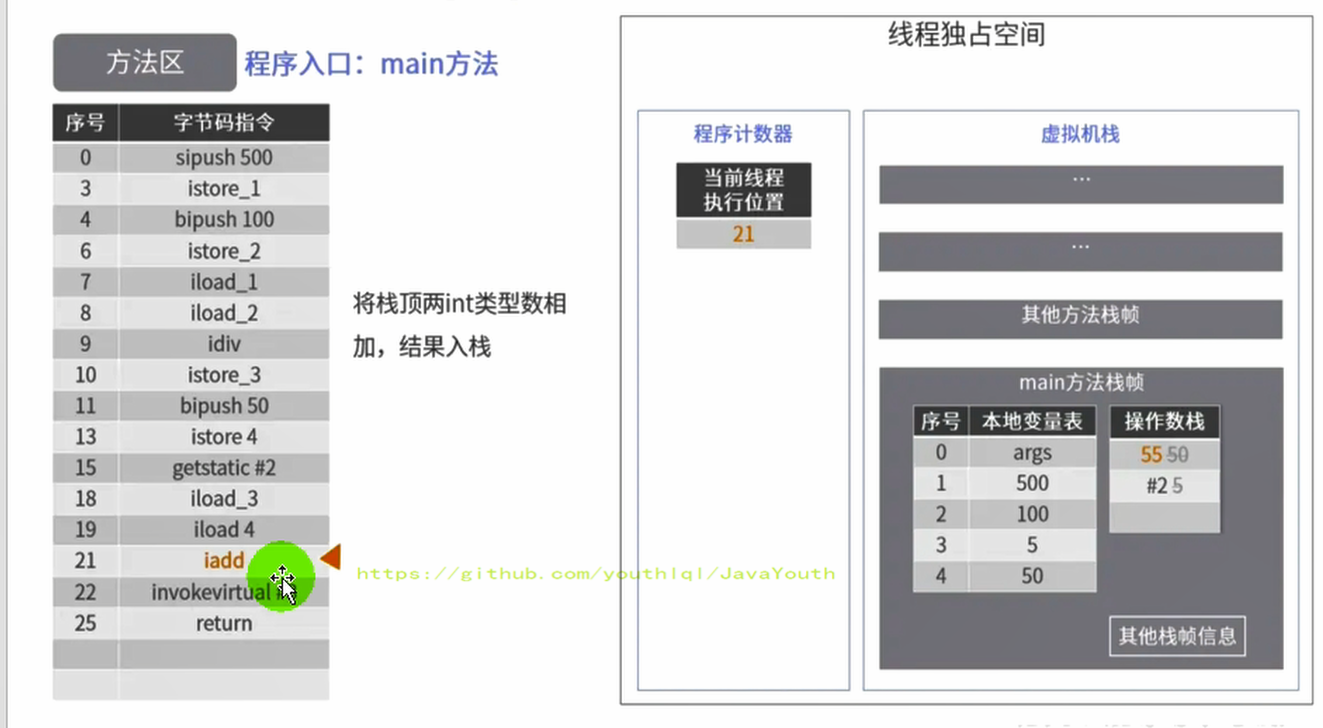 方法区
程序入口：main方法
序号 字节码指令
0 sipush 500
3 istore_1
4 bipush 100
6 istore_2
7 iload_1
8 iload_2
9 idiv
10 istore_3
11 bipush 50
13 istore 4
15 getstatic #2
18 iload_3
19 iload 4
21 iadd
22 invokevirtual
25 return
将栈顶两int类型数相
加，结果入栈
https://github.com/youthlql/JavaYouth
线程独占空间
程序计数器
当前线程
执行位置
21
虚拟机栈
...
...
其他方法栈帧
main方法栈帧
序号 本地变量表
0 args
1 500
2 100
3 5
4 50
操作数栈
55 50
#2 5
其他栈帧信息